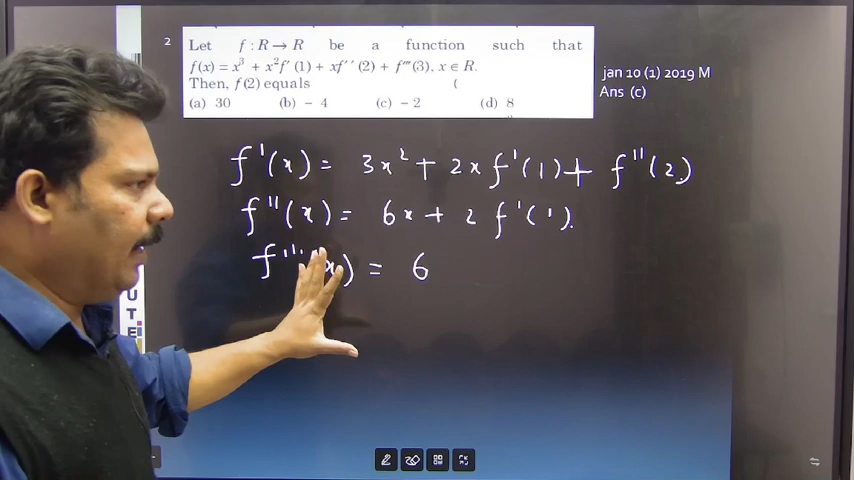 2
Let f : R → R be a function such that
f(x) = x³ + x²f′(1) + xf′′(2) + f′′′(3), x ∈ R.
Then, f(2) equals
(a) 30 (b) – 4 (c) – 2 (d) 8
jan 10 (1) 2019 M
Ans (c)
f'(x) = 3x² + 2x f'(1) + f''(2)
f''(x) = 6x + 2 f'(1).
f'''(x) = 6
U
T
E